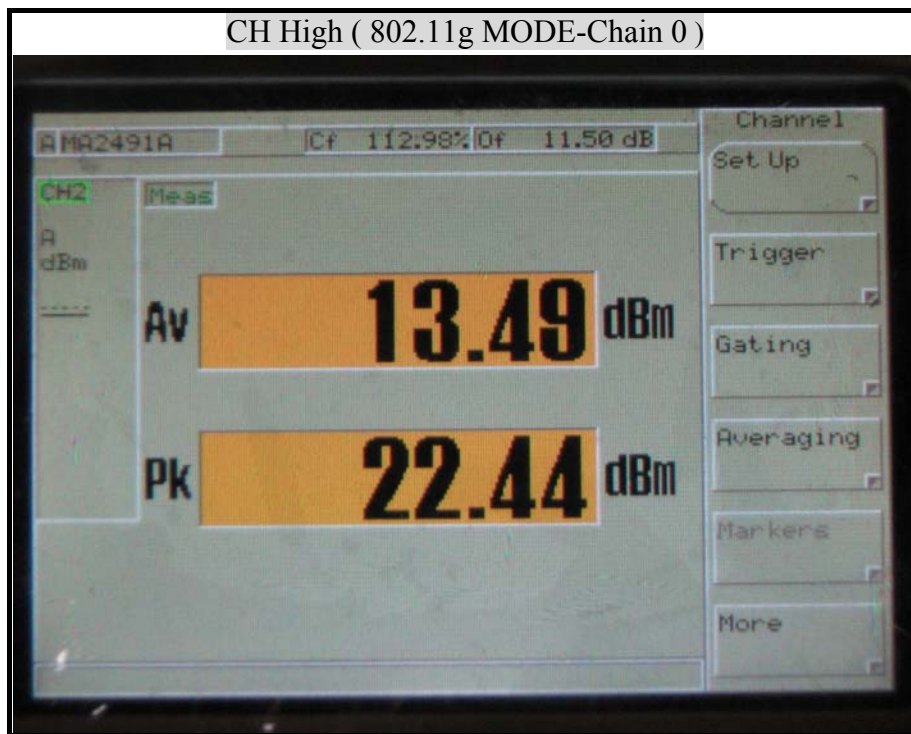 CH High ( 802.11g MODE-Chain 0 )
A MA2491A Cf 112.98% Of 11.50 dB
CH2 Meas
A
dBm
-----
Av 13.49 dBm
Pk 22.44 dBm
Channel
Set Up
Trigger
Gating
Averaging
Markers
More